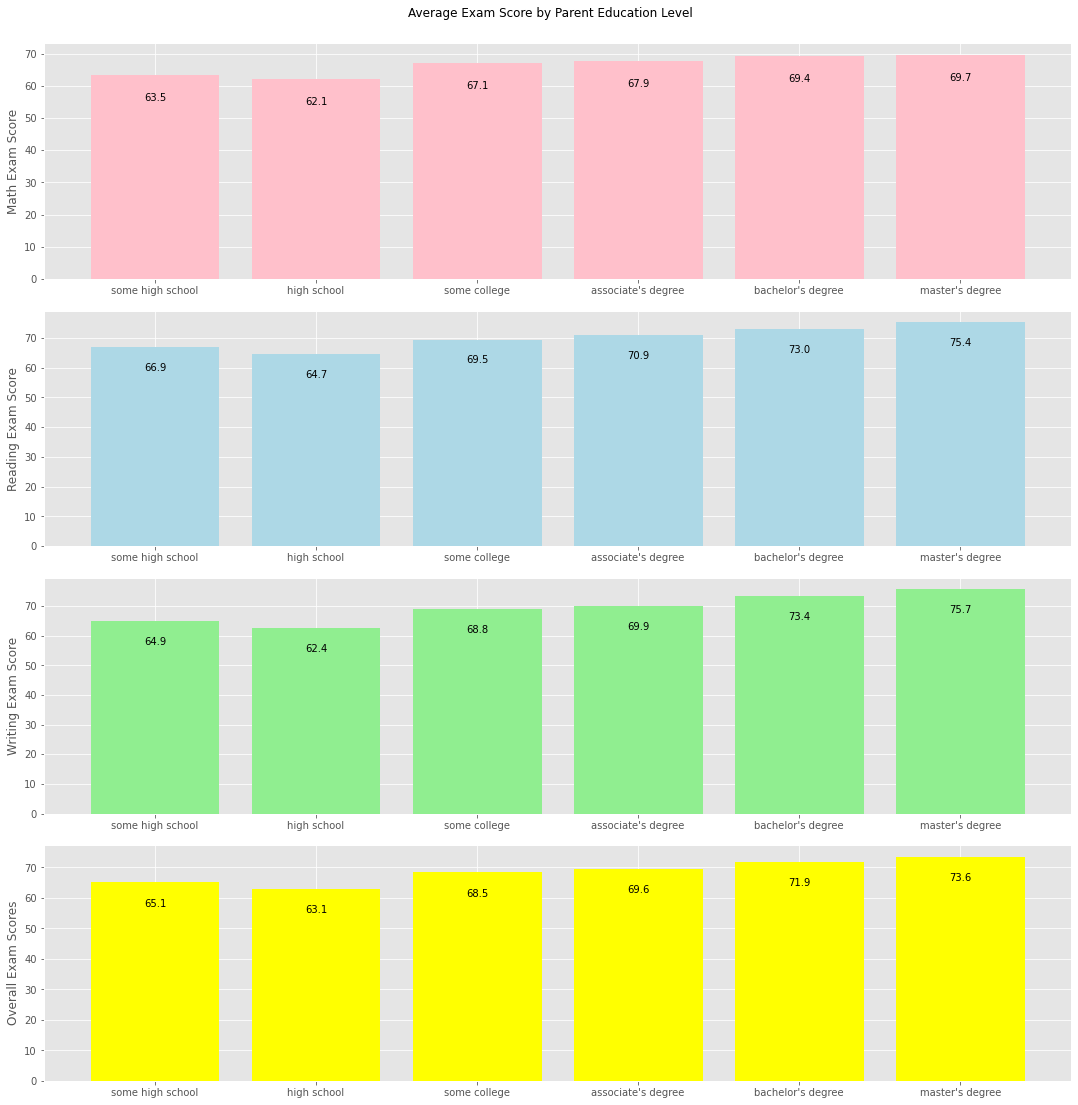 Average Exam Score by Parent Education Level
Math Exam Score
70
60
50
40
30
20
10
0
63.5
62.1
67.1
67.9
69.4
69.7
some high school
high school
some college
associate's degree
bachelor's degree
master's degree
Reading Exam Score
70
60
50
40
30
20
10
0
66.9
64.7
69.5
70.9
73.0
75.4
some high school
high school
some college
associate's degree
bachelor's degree
master's degree
Writing Exam Score
70
60
50
40
30
20
10
0
64.9
62.4
68.8
69.9
73.4
75.7
some high school
high school
some college
associate's degree
bachelor's degree
master's degree
Overall Exam Scores
70
60
50
40
30
20
10
0
65.1
63.1
68.5
69.6
71.9
73.6
some high school
high school
some college
associate's degree
bachelor's degree
master's degree